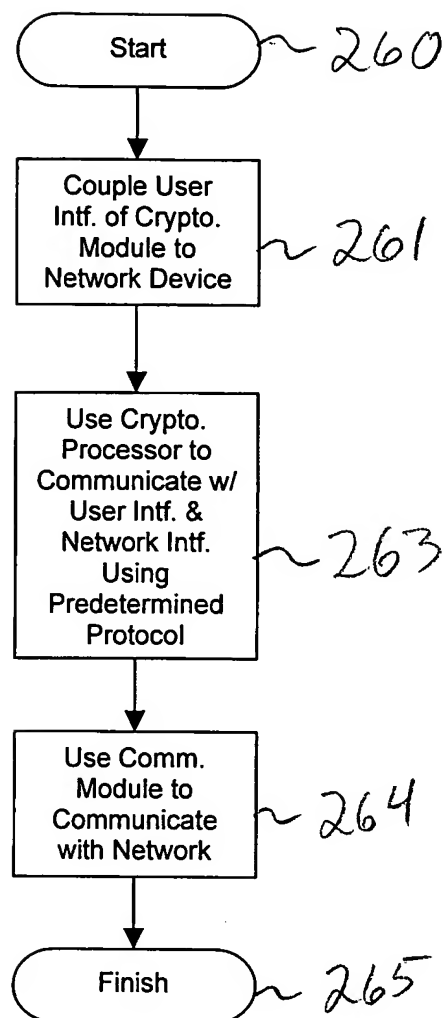 Start
260
Couple User
Intf. of Crypto.
Module to
Network Device
261
Use Crypto.
Processor to
Communicate w/
User Intf. &
Network Intf.
Using
Predetermined
Protocol
263
Use Comm.
Module to
Communicate
with Network
264
Finish
265